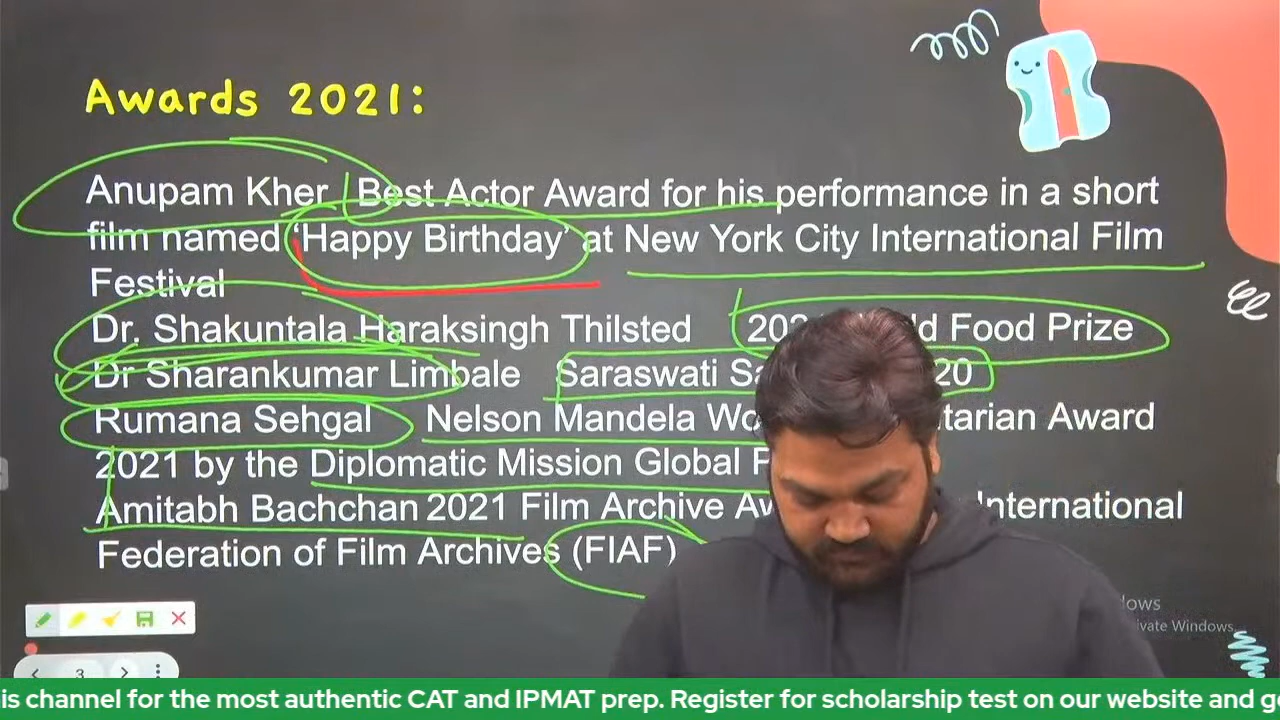 Awards 2021:
Anupam Kher Best Actor Award for his performance in a short
film named ‘Happy Birthday’ at New York City International Film
Festival
Dr. Shakuntala Haraksingh Thilsted Food Prize
Dr Sharankumar Limbale Saraswati
Rumana Sehgal Nelson Mandela Award
2021 by the Diplomatic Mission Global
Amitabh Bachchan 2021 Film Archive International
Federation of Film Archives (FIAF)
3
is channel for the most authentic CAT and IPMAT prep. Register for scholarship test on our website and